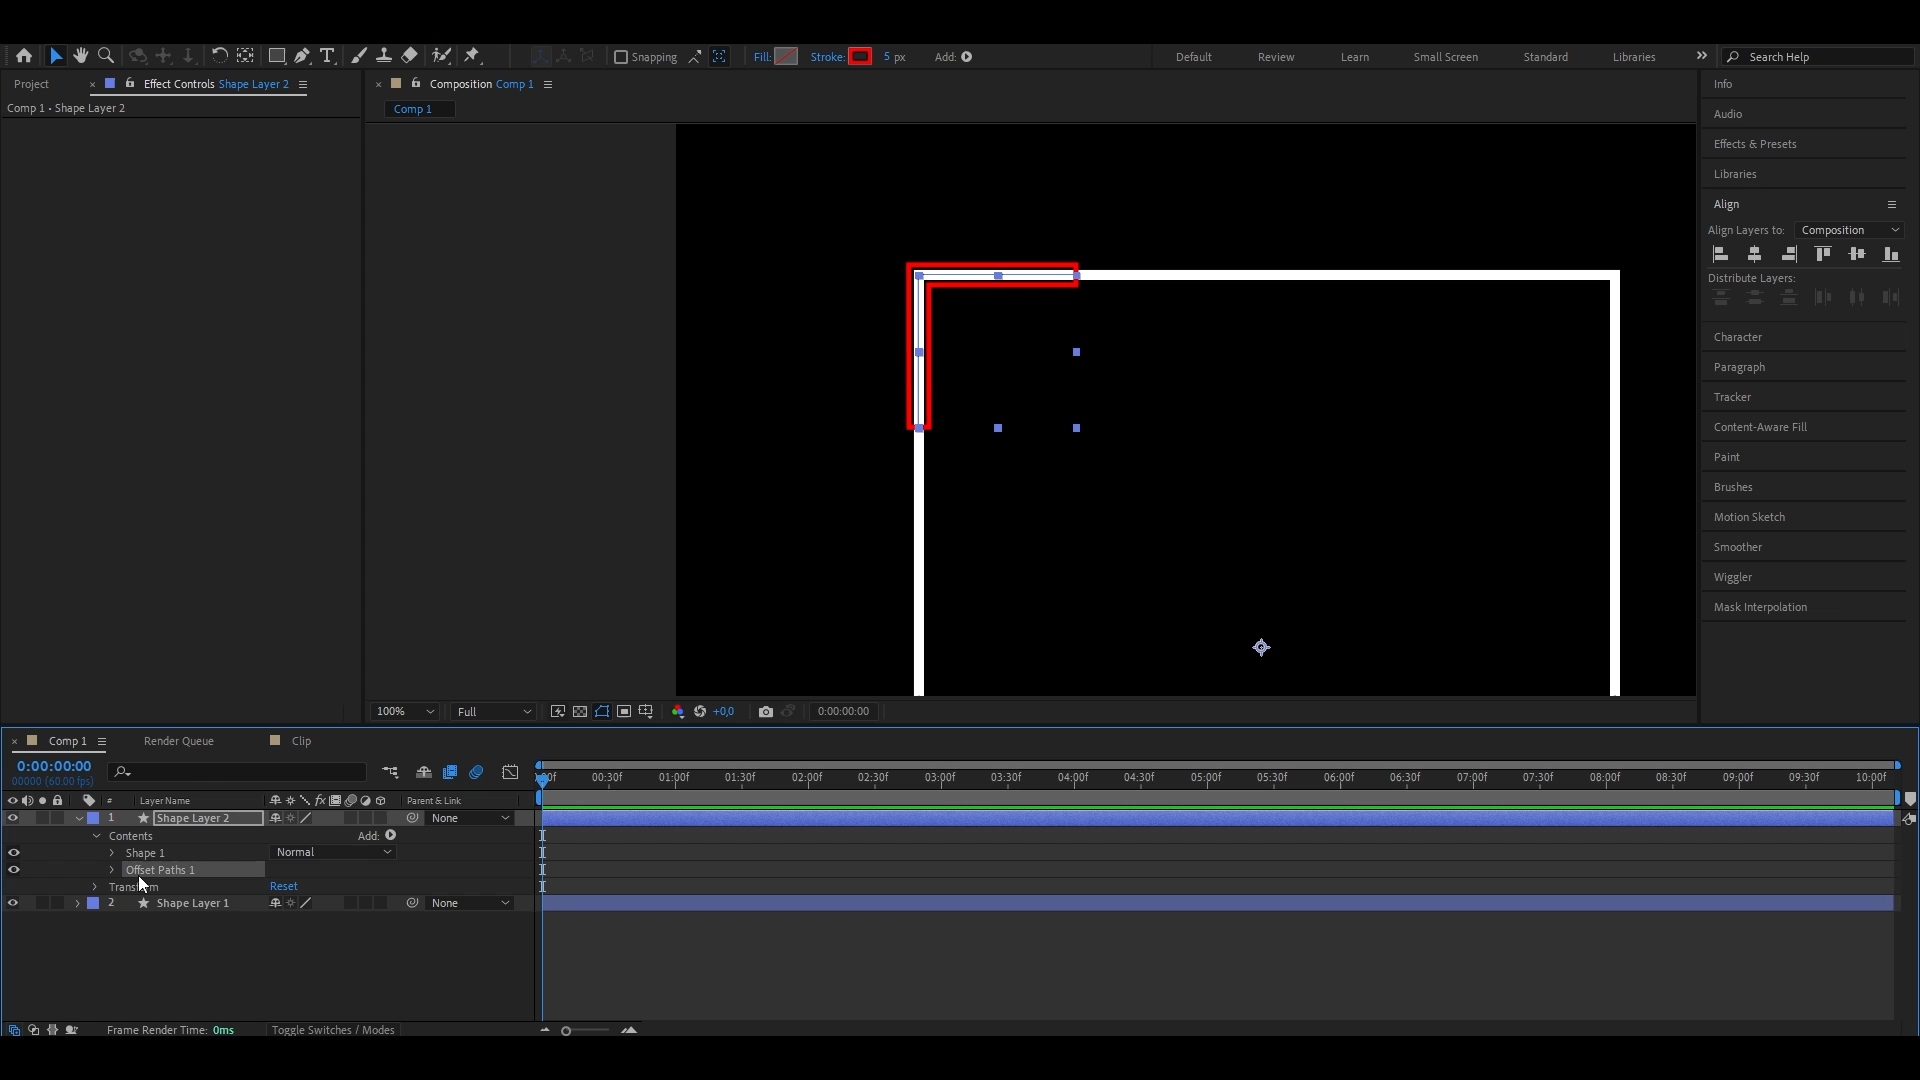 Snapping
Fill:
Stroke:
5 px
Add:
Default
Review
Learn
Small Screen
Standard
Libraries
Search Help
Project
Effect Controls Shape Layer 2
Composition Comp 1
Comp 1 • Shape Layer 2
Comp 1
Info
Audio
Effects & Presets
Libraries
Align
Align Layers to:
Composition
Distribute Layers:
Character
Paragraph
Tracker
Content-Aware Fill
Paint
Brushes
Motion Sketch
Smoother
Wiggler
Mask Interpolation
100%
Full
+0,0
0:00:00:00
Comp 1
Render Queue
Clip
0:00:00:00
00000 (60.00 fps)
00:30f
01:00f
01:30f
02:00f
02:30f
03:00f
03:30f
04:00f
04:30f
05:00f
05:30f
06:00f
06:30f
07:00f
07:30f
08:00f
08:30f
09:00f
09:30f
10:00f
#
Layer Name
fx
Parent & Link
1
Shape Layer 2
None
Contents
Add:
Shape 1
Normal
Offset Paths 1
Transform
Reset
2
Shape Layer 1
None
Frame Render Time: 0ms
Toggle Switches / Modes